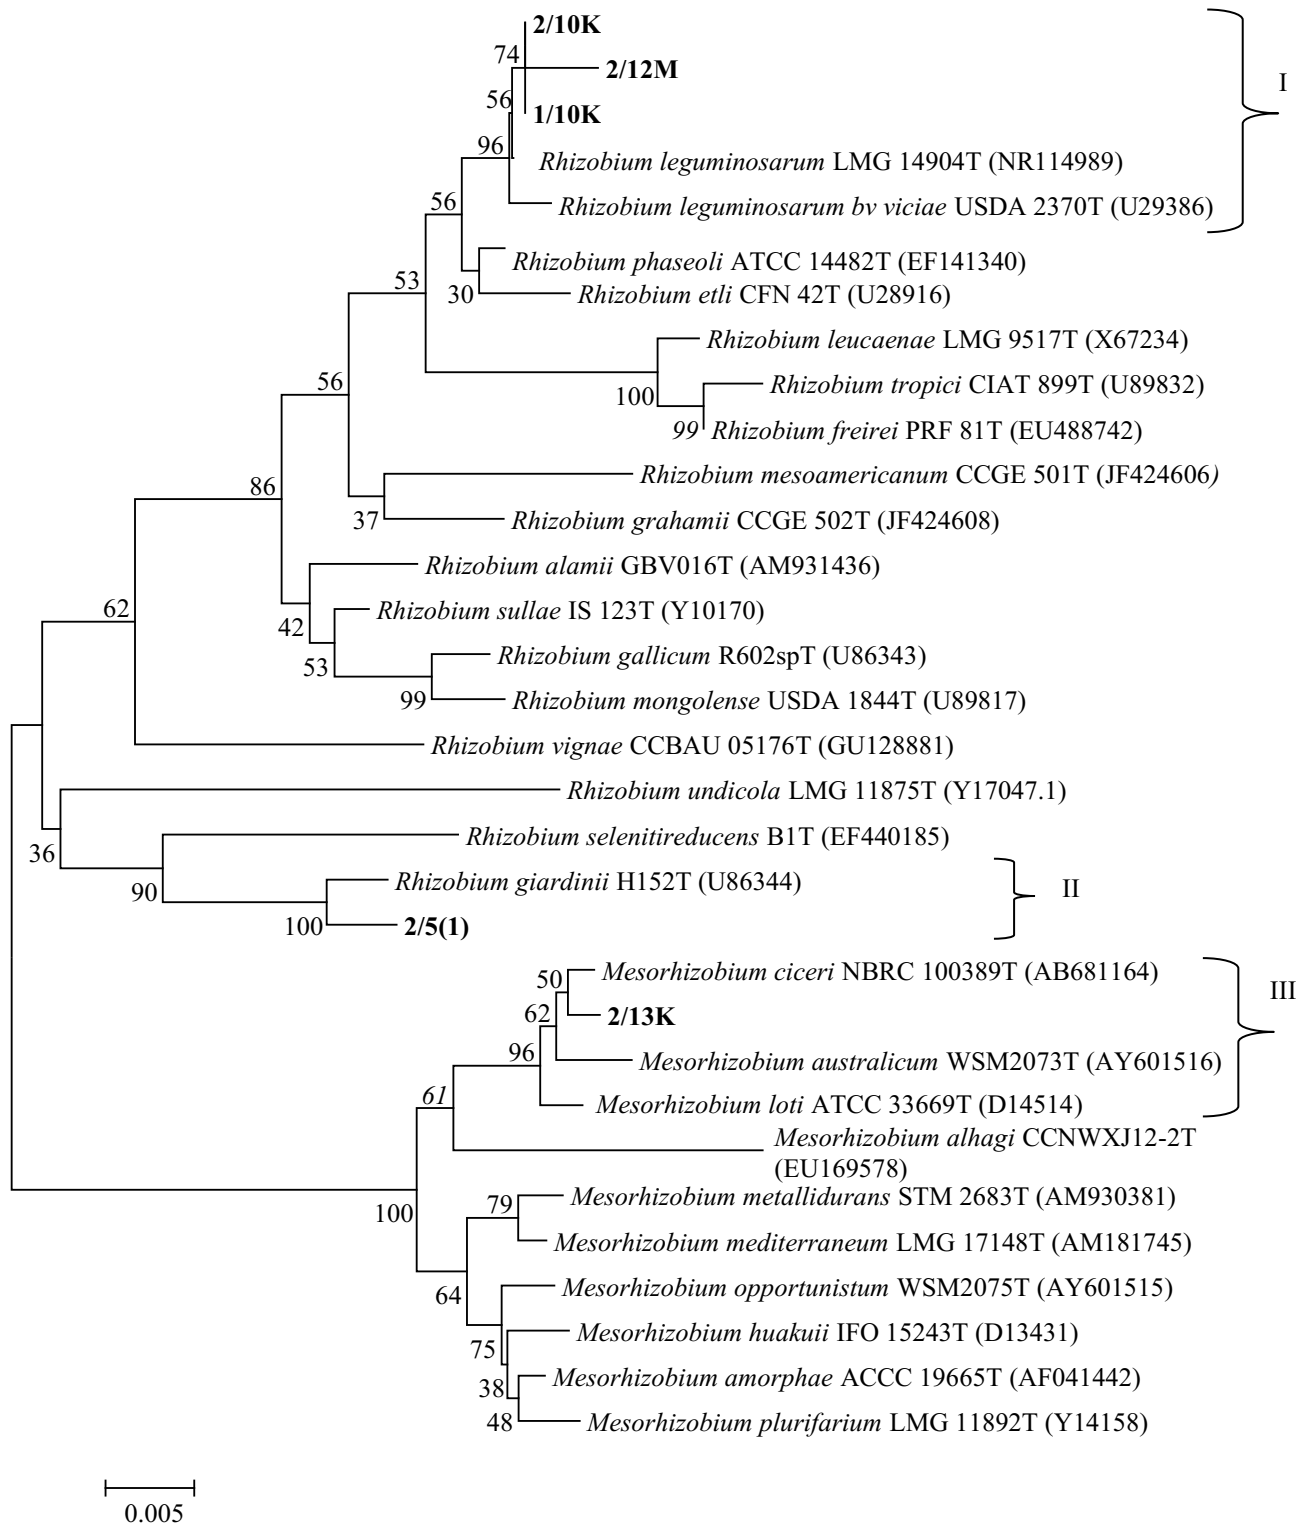 2/10K
74
2/12M
I
56
1/10K
96
Rhizobium leguminosarum LMG 14904T (NR114989)
56
Rhizobium leguminosarum bv viciae USDA 2370T (U29386)
Rhizobium phaseoli ATCC 14482T (EF141340)
53
30
Rhizobium etli CFN 42T (U28916)
Rhizobium leucaenae LMG 9517T (X67234)
56
Rhizobium tropici CIAT 899T (U89832)
100
99
Rhizobium freirei PRF 81T (EU488742)
Rhizobium mesoamericanum CCGE 501T (JF424606)
86
37
Rhizobium grahamii CCGE 502T (JF424608)
Rhizobium alamii GBV016T (AM931436)
62
Rhizobium sullae IS 123T (Y10170)
42
Rhizobium gallicum R602spT (U86343)
53
99
Rhizobium mongolense USDA 1844T (U89817)
Rhizobium vignae CCBAU 05176T (GU128881)
Rhizobium undicola LMG 11875T (Y17047.1)
Rhizobium selenitireducens B1T (EF440185)
36
Rhizobium giardinii H152T (U86344)
II
90
100
2/5(1)
Mesorhizobium ciceri NBRC 100389T (AB681164)
50
III
62
2/13K
96
Mesorhizobium australicum WSM2073T (AY601516)
61
Mesorhizobium loti ATCC 33669T (D14514)
Mesorhizobium alhagi CCNWXJ12-2T
(EU169578)
Mesorhizobium metallidurans STM 2683T (AM930381)
79
100
Mesorhizobium mediterraneum LMG 17148T (AM181745)
Mesorhizobium opportunistum WSM2075T (AY601515)
64
Mesorhizobium huakuii IFO 15243T (D13431)
75
Mesorhizobium amorphae ACCC 19665T (AF041442)
38
48
Mesorhizobium plurifarium LMG 11892T (Y14158)
0.005